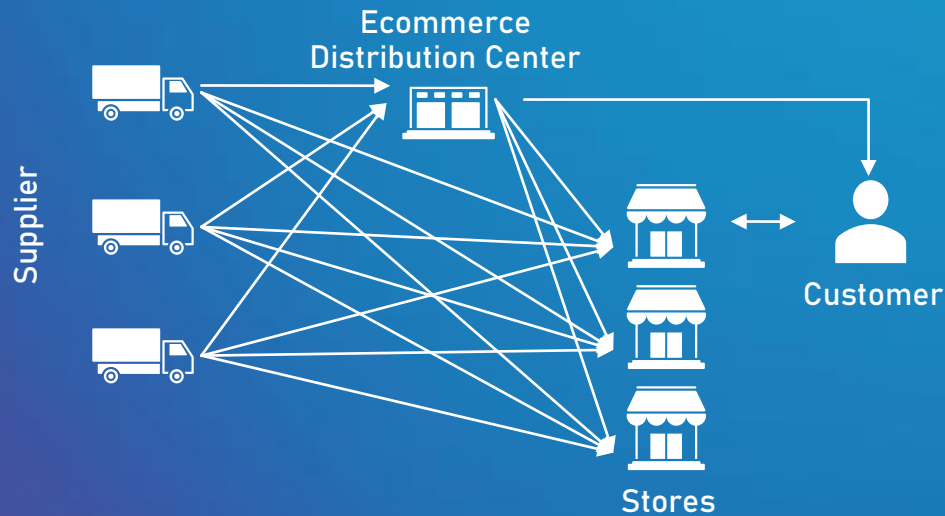 Ecommerce
Distribution Center
Supplier
Customer
Stores